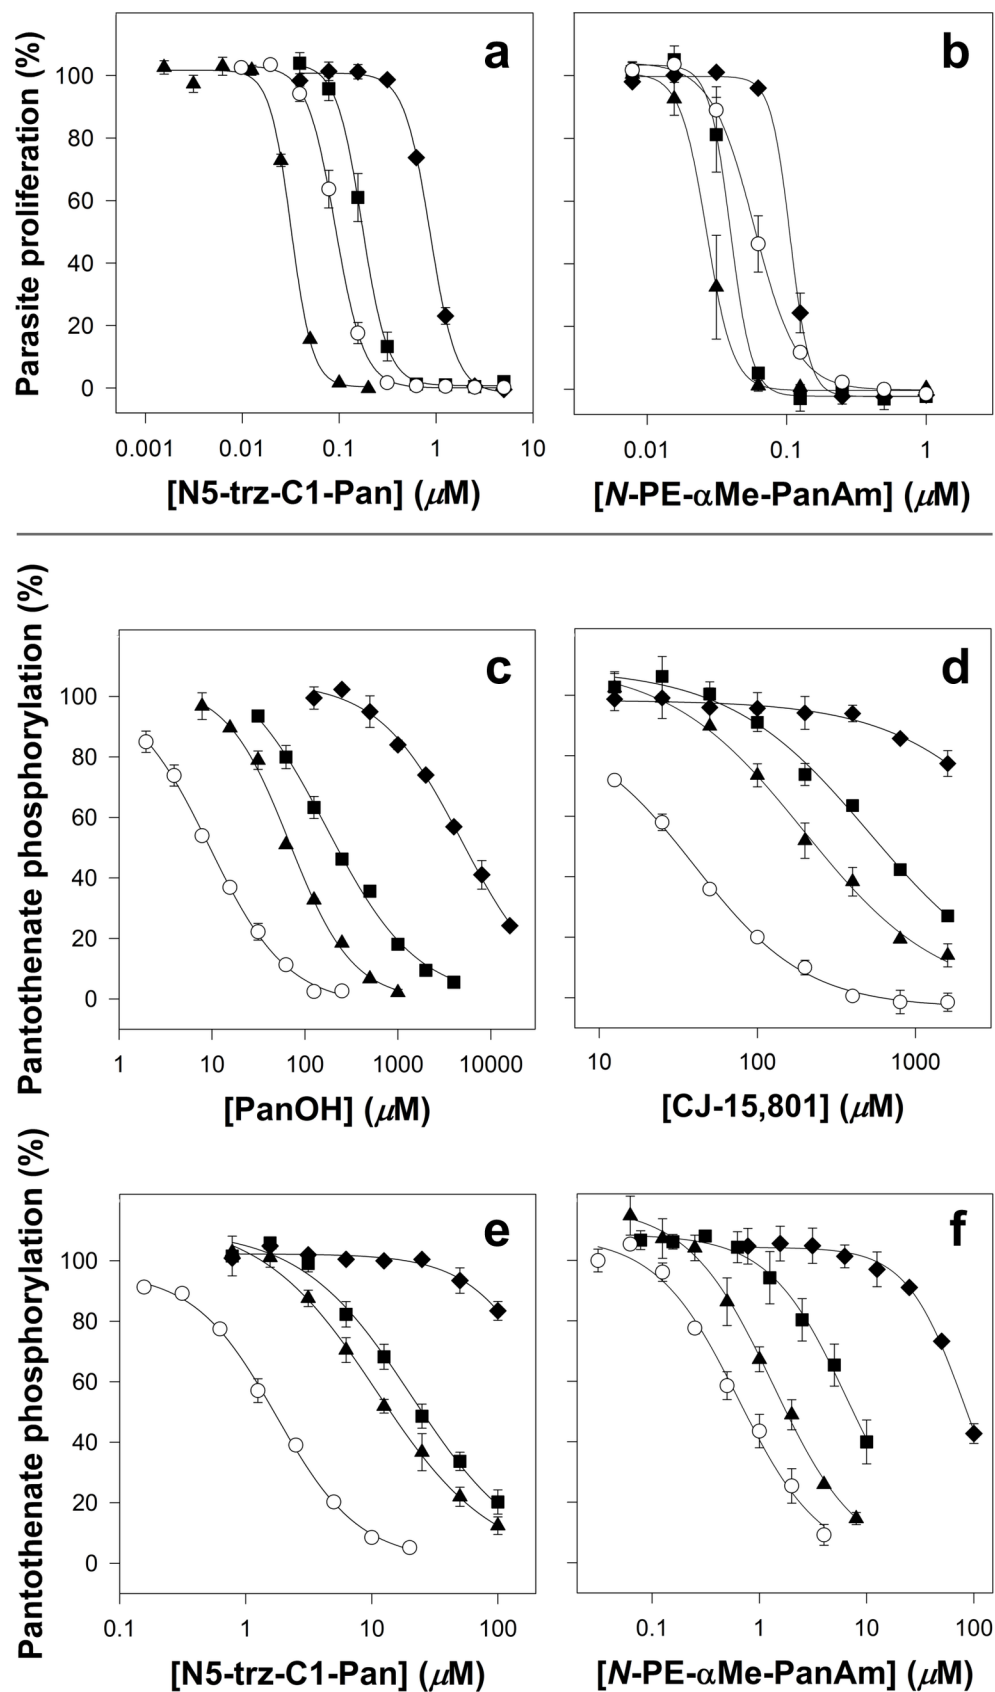 a
b
Parasite proliferation (%)
100
80
60
40
20
0
0.001 0.01 0.1 1 10
0.01 0.1 1
[N5-trz-C1-Pan] (μM)
[N-PE-αMe-PanAm] (μM)
c
d
Pantothenate phosphorylation (%)
100
80
60
40
20
0
1 10 100 1000 10000
10 100 1000
[PanOH] (μM)
[CJ-15,801] (μM)
e
f
Pantothenate phosphorylation (%)
100
80
60
40
20
0
0.1 1 10 100
0.1 1 10 100
[N5-trz-C1-Pan] (μM)
[N-PE-αMe-PanAm] (μM)